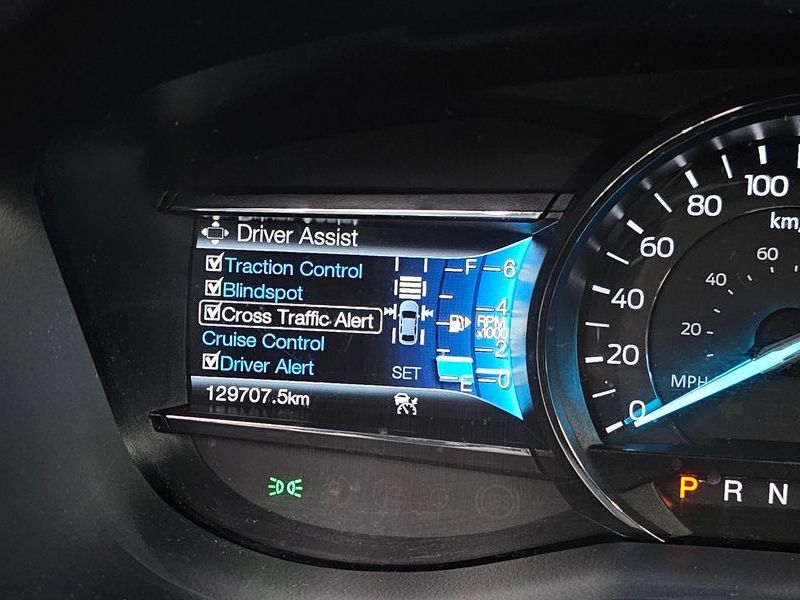 Driver Assist
Traction Control
Blindspot
Cross Traffic Alert
Cruise Control
Driver Alert
SET
129707.5km
F
E
6
4
2
0
RPM
x1000
0
20
40
60
80
100
km/
20
40
60
MPH
P R N